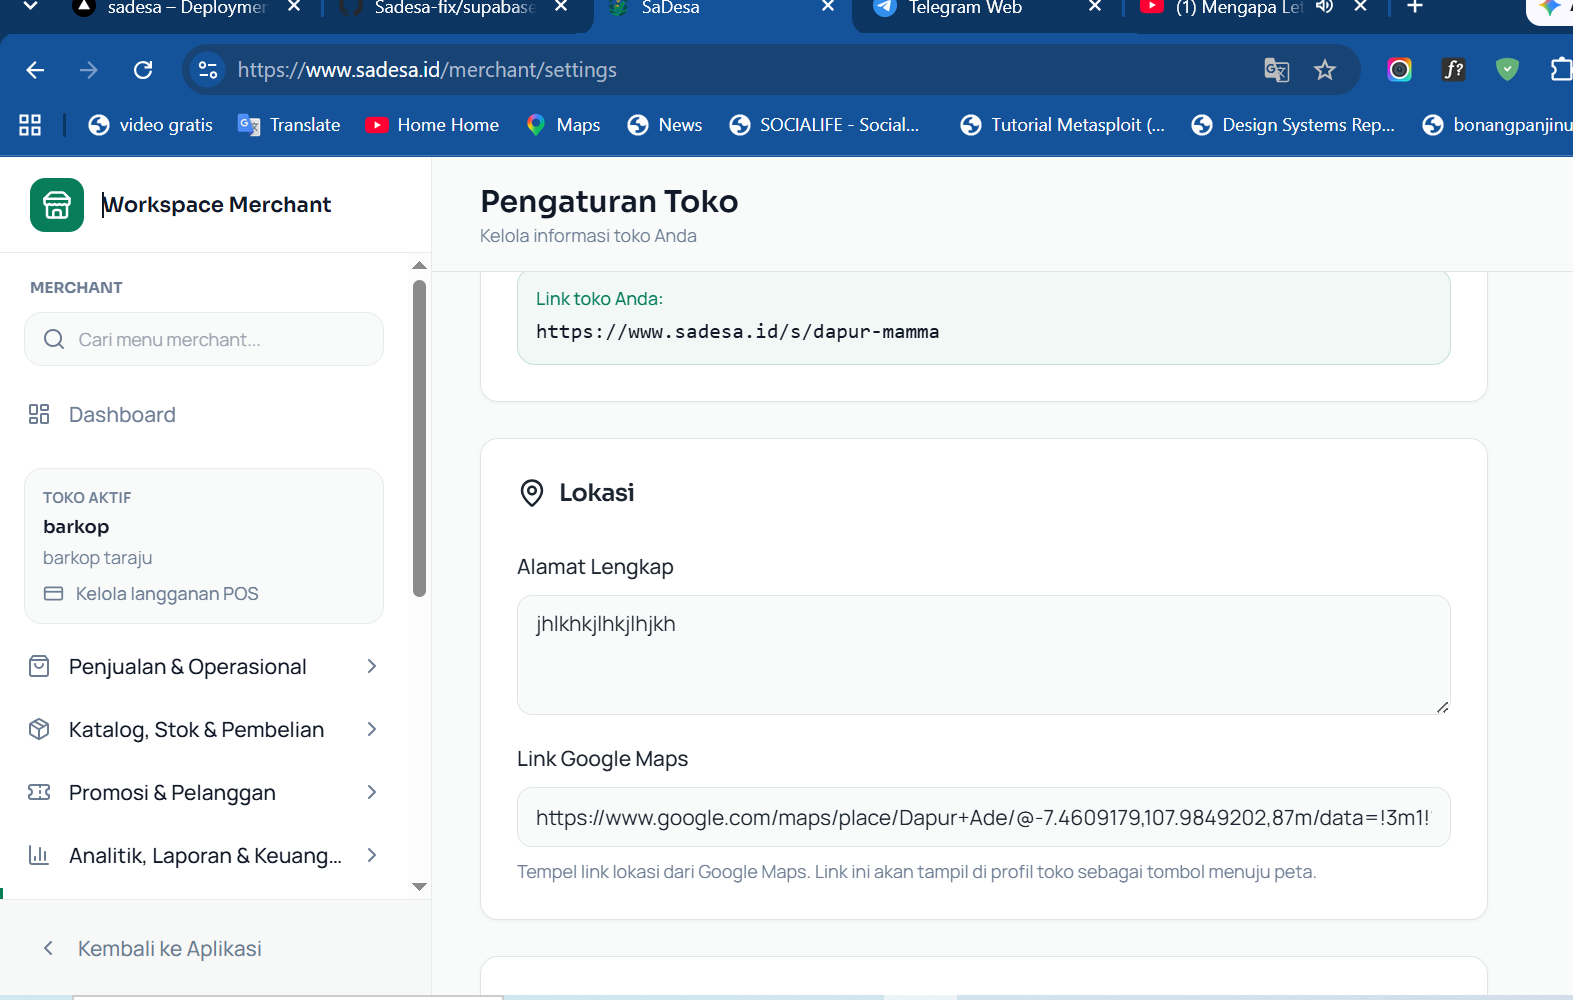 sadesa – Deploymen
Sadesa-fix/supabase
SaDesa
Telegram Web
(1) Mengapa Let
https://www.sadesa.id/merchant/settings
video gratis
Translate
Home Home
Maps
News
SOCIALIFE - Social...
Tutorial Metasploit (...
Design Systems Rep...
bonangpanjinu
Workspace Merchant
Pengaturan Toko
Kelola informasi toko Anda
MERCHANT
Cari menu merchant...
Dashboard
TOKO AKTIF
barkop
barkop taraju
Kelola langganan POS
Penjualan & Operasional
Katalog, Stok & Pembelian
Promosi & Pelanggan
Analitik, Laporan & Keuang...
Kembali ke Aplikasi
Link toko Anda:
https://www.sadesa.id/s/dapur-mamma
Lokasi
Alamat Lengkap
jhlkhkjlhkjlhjkh
Link Google Maps
https://www.google.com/maps/place/Dapur+Ade/@-7.4609179,107.9849202,87m/data=!3m1!
Tempel link lokasi dari Google Maps. Link ini akan tampil di profil toko sebagai tombol menuju peta.